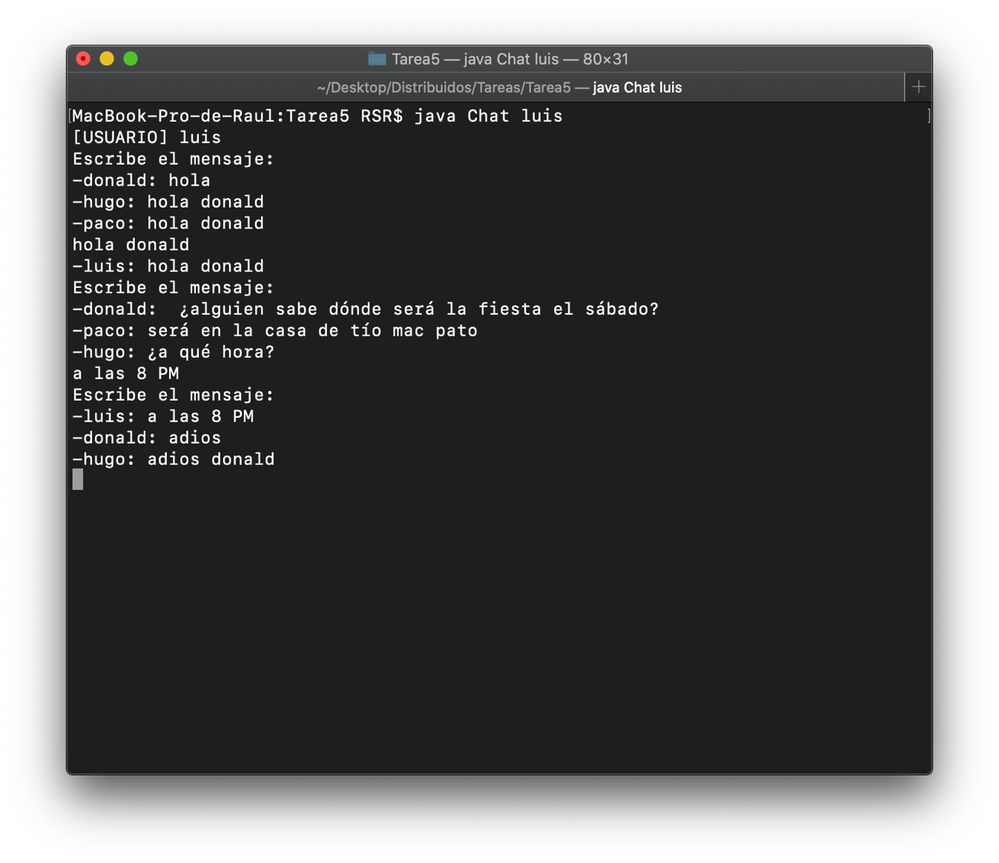 Tarea5 — java Chat luis — 80×31
~/Desktop/Distribuidos/Tareas/Tarea5 — java Chat luis
[MacBook-Pro-de-Raul:Tarea5 RSR$ java Chat luis ]
[USUARIO] luis
Escribe el mensaje:
-donald: hola
-hugo: hola donald
-paco: hola donald
hola donald
-luis: hola donald
Escribe el mensaje:
-donald:  ¿alguien sabe dónde será la fiesta el sábado?
-paco: será en la casa de tío mac pato
-hugo: ¿a qué hora?
a las 8 PM
Escribe el mensaje:
-luis: a las 8 PM
-donald: adios
-hugo: adios donald